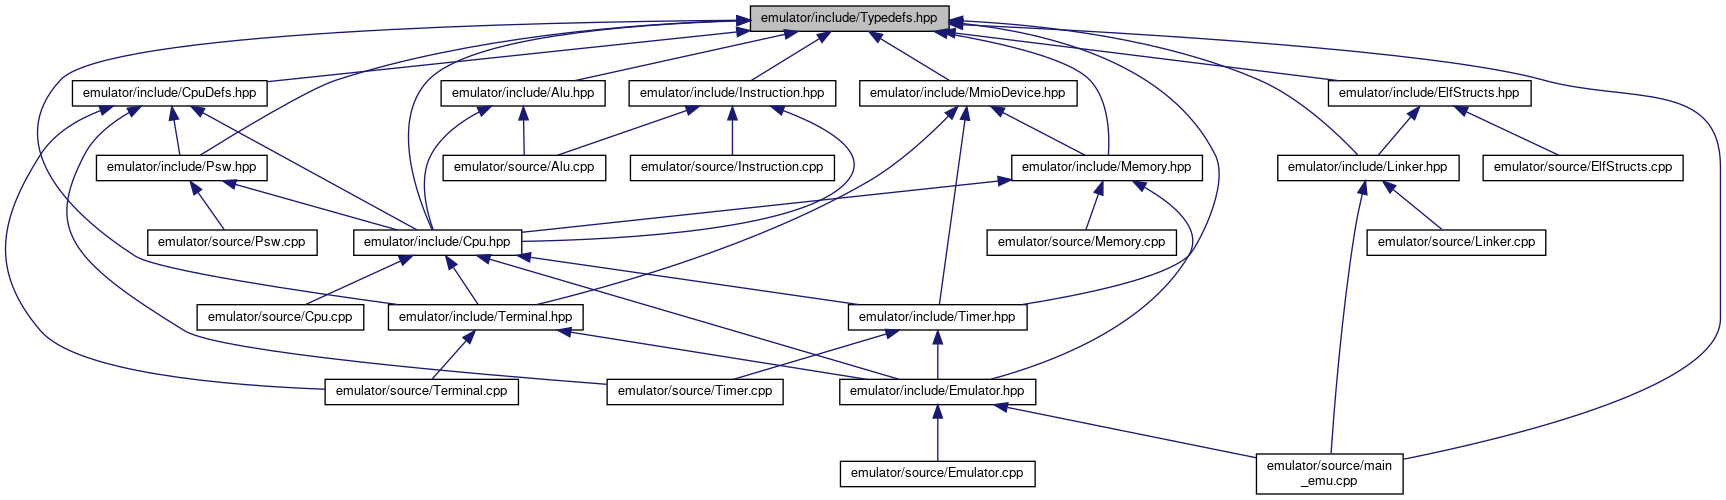 emulator/include/Typedefs.hpp
emulator/include/CpuDefs.hpp
emulator/include/Alu.hpp
emulator/include/Instruction.hpp
emulator/include/MmioDevice.hpp
emulator/include/ElfStructs.hpp
emulator/include/Psw.hpp
emulator/source/Alu.cpp
emulator/source/Instruction.cpp
emulator/include/Memory.hpp
emulator/include/Linker.hpp
emulator/source/ElfStructs.cpp
emulator/source/Psw.cpp
emulator/include/Cpu.hpp
emulator/source/Memory.cpp
emulator/source/Linker.cpp
emulator/source/Cpu.cpp
emulator/include/Terminal.hpp
emulator/include/Timer.hpp
emulator/source/Terminal.cpp
emulator/source/Timer.cpp
emulator/include/Emulator.hpp
emulator/source/Emulator.cpp
emulator/source/main
_emu.cpp